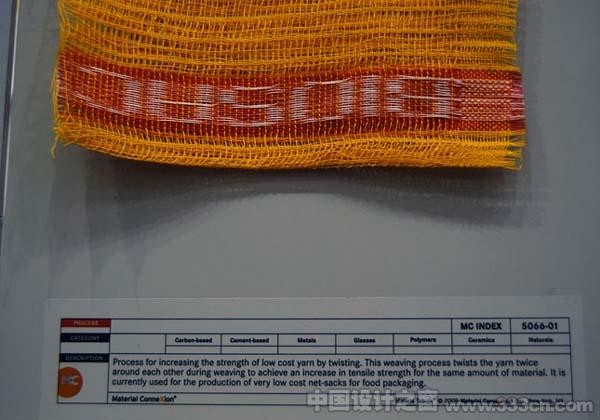 PROCESS
MC INDEX 5066-01
CATEGORY Carbon-based Cement-based Metals Glasses Polymers Ceramics Naturals
DESCRIPTION
MC
Process for increasing the strength of low cost yarn by twisting. This weaving process twists the yarn twice
around each other during weaving to achieve an increase in tensile strength for the same amount of material. It is
currently used for the production of very low cost net-sacks for food packaging.
Material ConneXion®
中国设计之窗
www.333cn.com